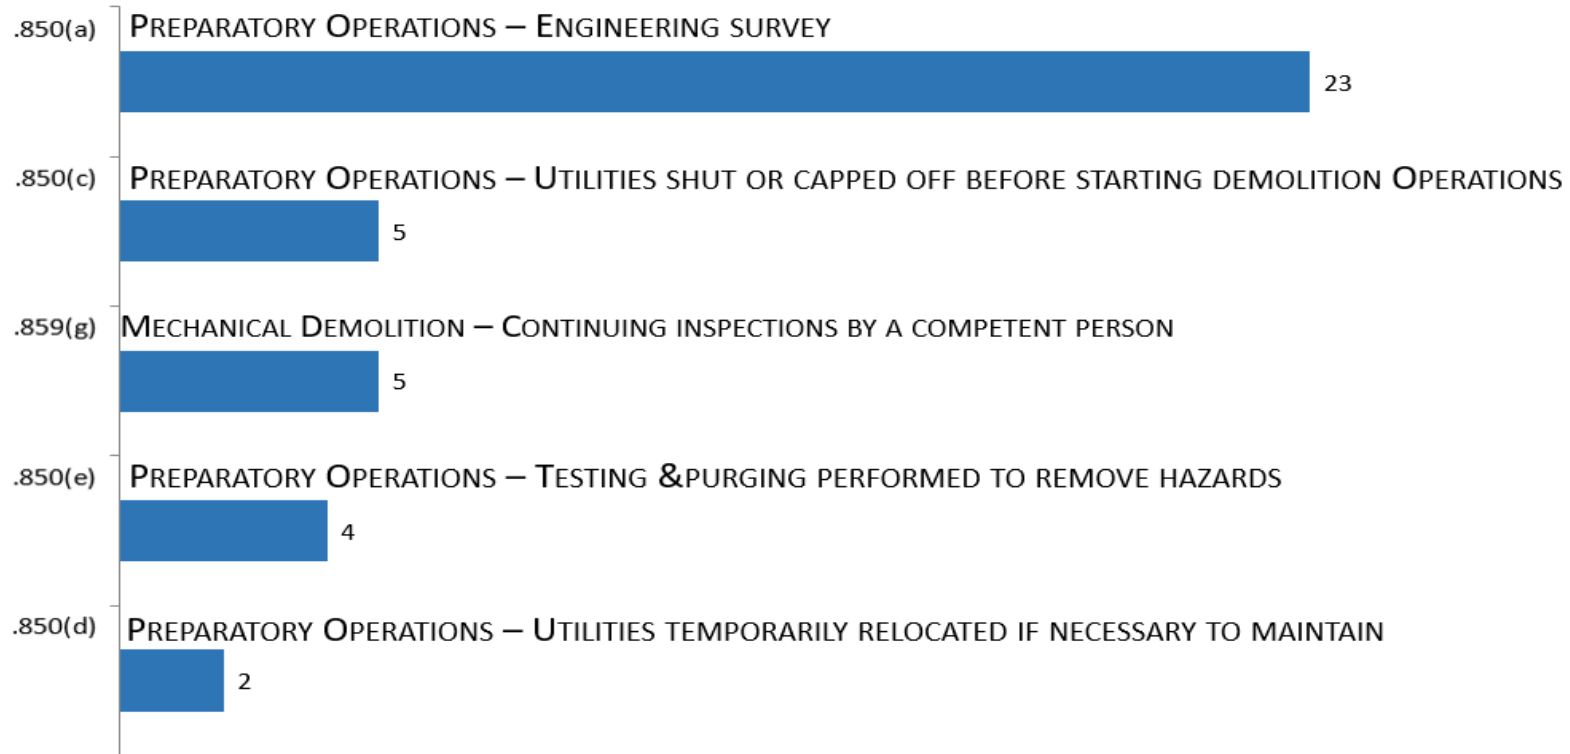 .850(a) Preparatory Operations – Engineering survey
23
.850(c) Preparatory Operations – Utilities shut or capped off before starting demolition Operations
5
.859(g) Mechanical Demolition – Continuing inspections by a competent person
5
.850(e) Preparatory Operations – Testing &purging performed to remove hazards
4
.850(d) Preparatory Operations – Utilities temporarily relocated if necessary to maintain
2